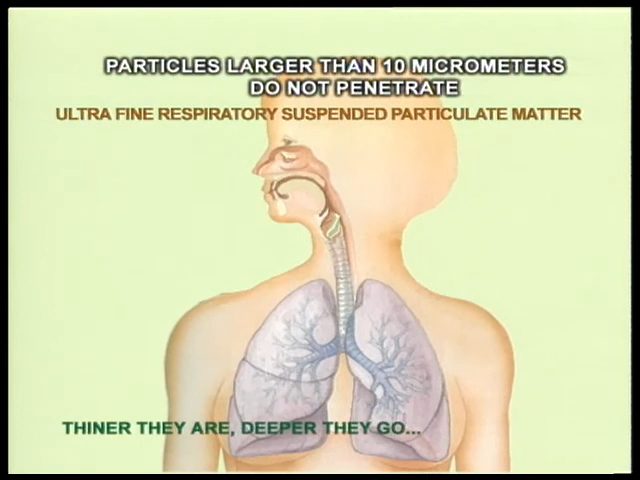 PARTICLES LARGER THAN 10 MICROMETERS
DO NOT PENETRATE
ULTRA FINE RESPIRATORY SUSPENDED PARTICULATE MATTER
THINER THEY ARE, DEEPER THEY GO...